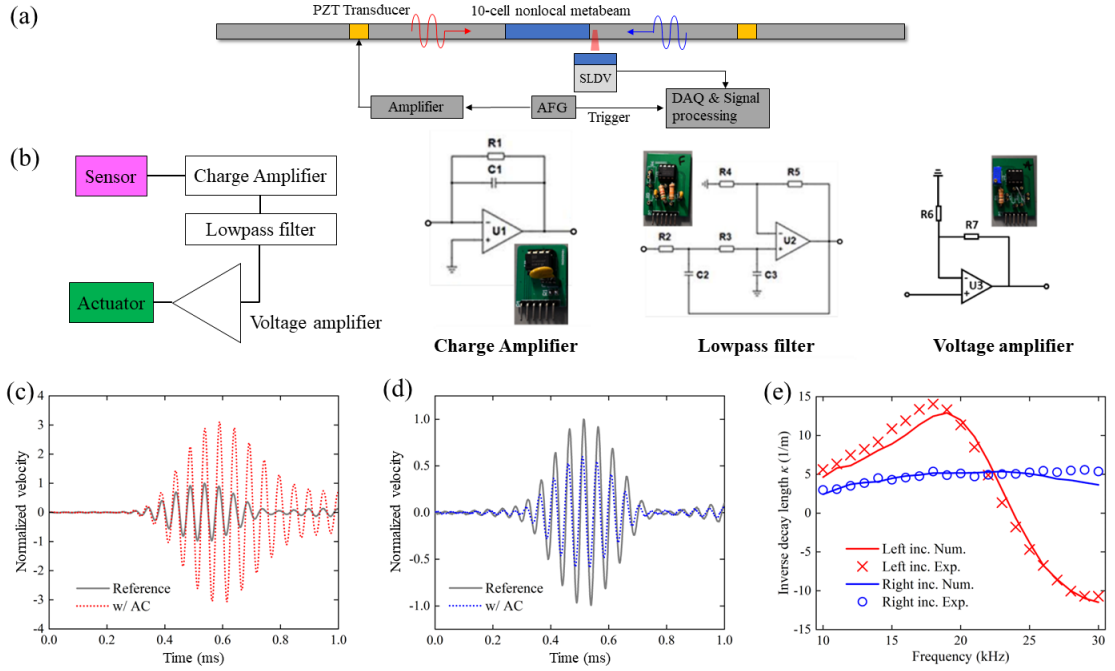 (a)
PZT Transducer
10-cell nonlocal metabeam
SLDV
Amplifier
AFG
Trigger
DAQ & Signal
processing
(b)
Sensor
Charge Amplifier
Lowpass filter
Actuator
Voltage amplifier
R1
C1
U1
Charge Amplifier
R4
R5
R2
R3
U2
C2
C3
Lowpass filter
R6
R7
U3
Voltage amplifier
(c)
Normalized velocity
4
3
2
1
0
-1
-2
-3
-4
Reference
w/ AC
0.0
0.2
0.4
0.6
0.8
1.0
Time (ms)
(d)
Normalized velocity
1.0
0.5
0.0
-0.5
-1.0
Reference
w/ AC
0.0
0.2
0.4
0.6
0.8
1.0
Time (ms)
(e)
Inverse decay length κ (1/m)
15
10
5
0
-5
-10
-15
Left inc. Num.
Left inc. Exp.
Right inc. Num.
Right inc. Exp.
10
15
20
25
30
Frequency (kHz)